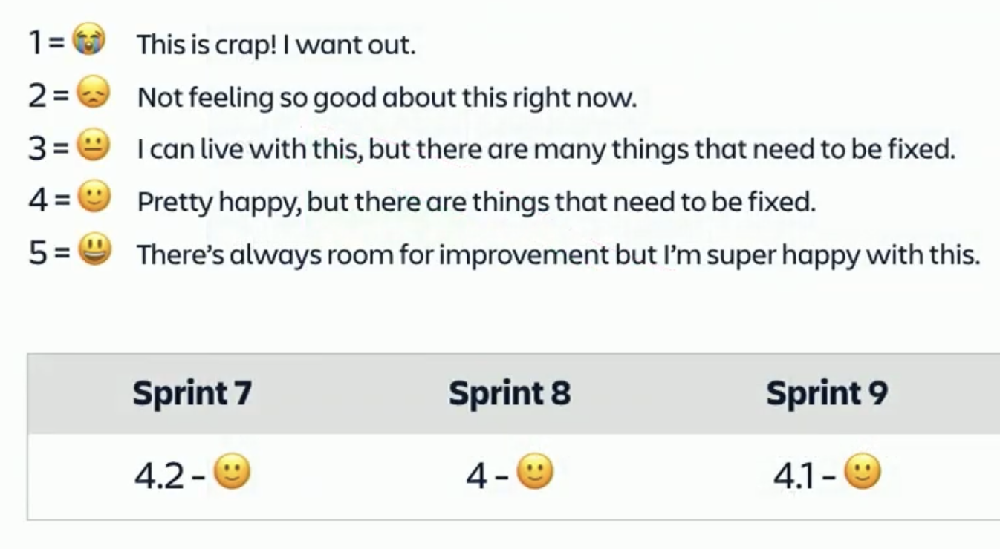 1 = 😭 This is crap! I want out.
2 = 😞 Not feeling so good about this right now.
3 = 😐 I can live with this, but there are many things that need to be fixed.
4 = 🙂 Pretty happy, but there are things that need to be fixed.
5 = 😃 There’s always room for improvement but I’m super happy with this.
Sprint 7 Sprint 8 Sprint 9
4.2 – 🙂 4 – 🙂 4.1 – 🙂